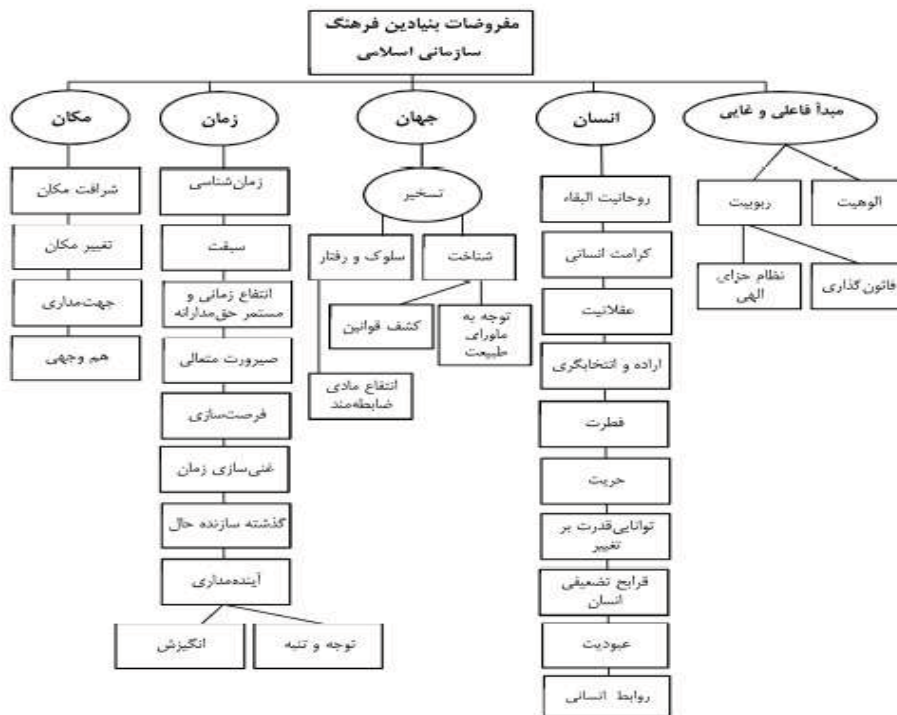 مفروضات بنیادین فرهنگ
سازمانی اسلامی
مبدأ فاعلی و غایی
الوهیت
ربوبیت
قانون‌گذاری
نظام جزای
الهی
انسان
روحانیت البقاء
کرامت انسانی
عقلانیت
اراده و انتخابگری
فطرت
حریت
توانایی‌قدرت بر
تغییر
قرایح تضعیفی
انسان
عبودیت
روابط انسانی
جهان
تسخیر
شناخت
توجه به
ماورای
طبیعت
کشف قوانین
سلوک و رفتار
انتفاع مادی
ضابطه‌مند
زمان
زمان‌شناسی
سبقت
انتفاع زمانی و
مستمر حق‌مدارانه
صیرورت متعالی
فرصت‌سازی
غنی‌سازی زمان
گذشته سازنده حال
آینده‌مداری
توجه و تنبه
انگیزش
مکان
شرافت مکان
تغییر مکان
جهت‌مداری
هم وجهی